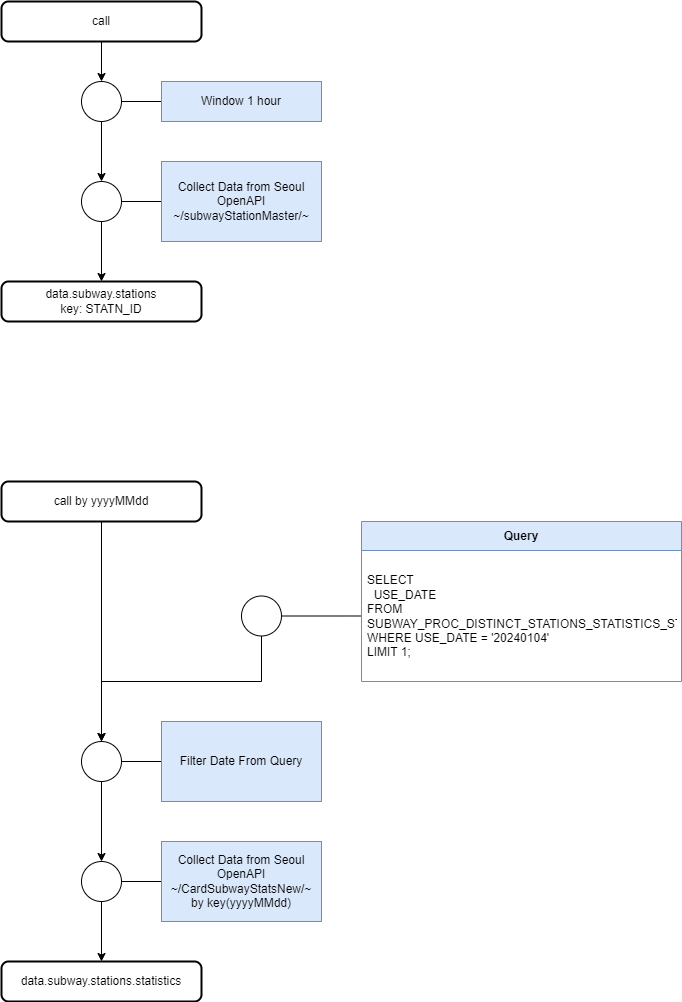 call
Window 1 hour
Collect Data from Seoul
OpenAPI
~/subwayStationMaster/~
data.subway.stations
key: STATN_ID
call by yyyyMMdd
Query
SELECT
USE_DATE
FROM
SUBWAY_PROC_DISTINCT_STATIONS_STATISTICS_
WHERE USE_DATE = '20240104'
LIMIT 1;
Filter Date From Query
Collect Data from Seoul
OpenAPI
~/CardSubwayStatsNew/~
by key(yyyyMMdd)
data.subway.stations.statistics